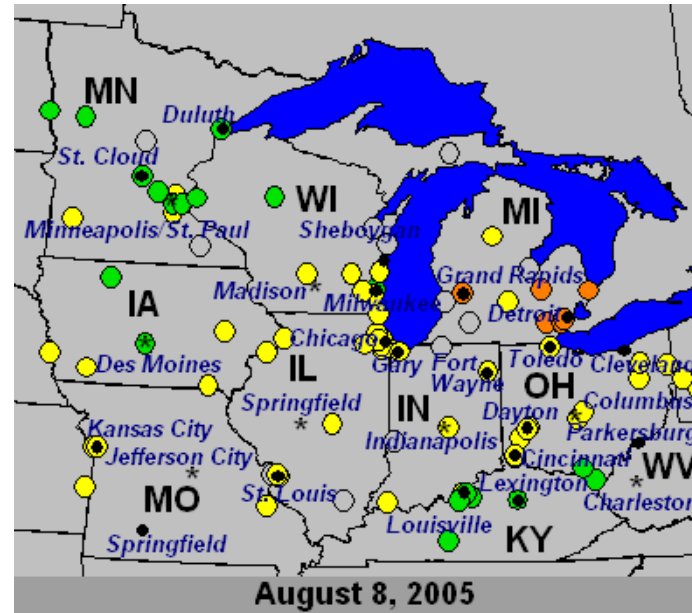 MN
Duluth
St. Cloud
WI
MI
Minneapolis/St. Paul
Sheboygan
Grand Rapids
IA
Madison
Milwaukee
Detroit
Des Moines
Chicago
Gary
Fort
Wayne
Toledo
Cleveland
IL
OH
Springfield
IN
Dayton
Columbus
Kansas City
Indianapolis
Parkersburg
Jefferson City
Cincinnati
WV
MO
St. Louis
Lexington
Charleston
Louisville
Springfield
KY
August 8, 2005